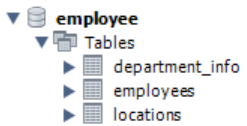 employee
Tables
department_info
employees
locations